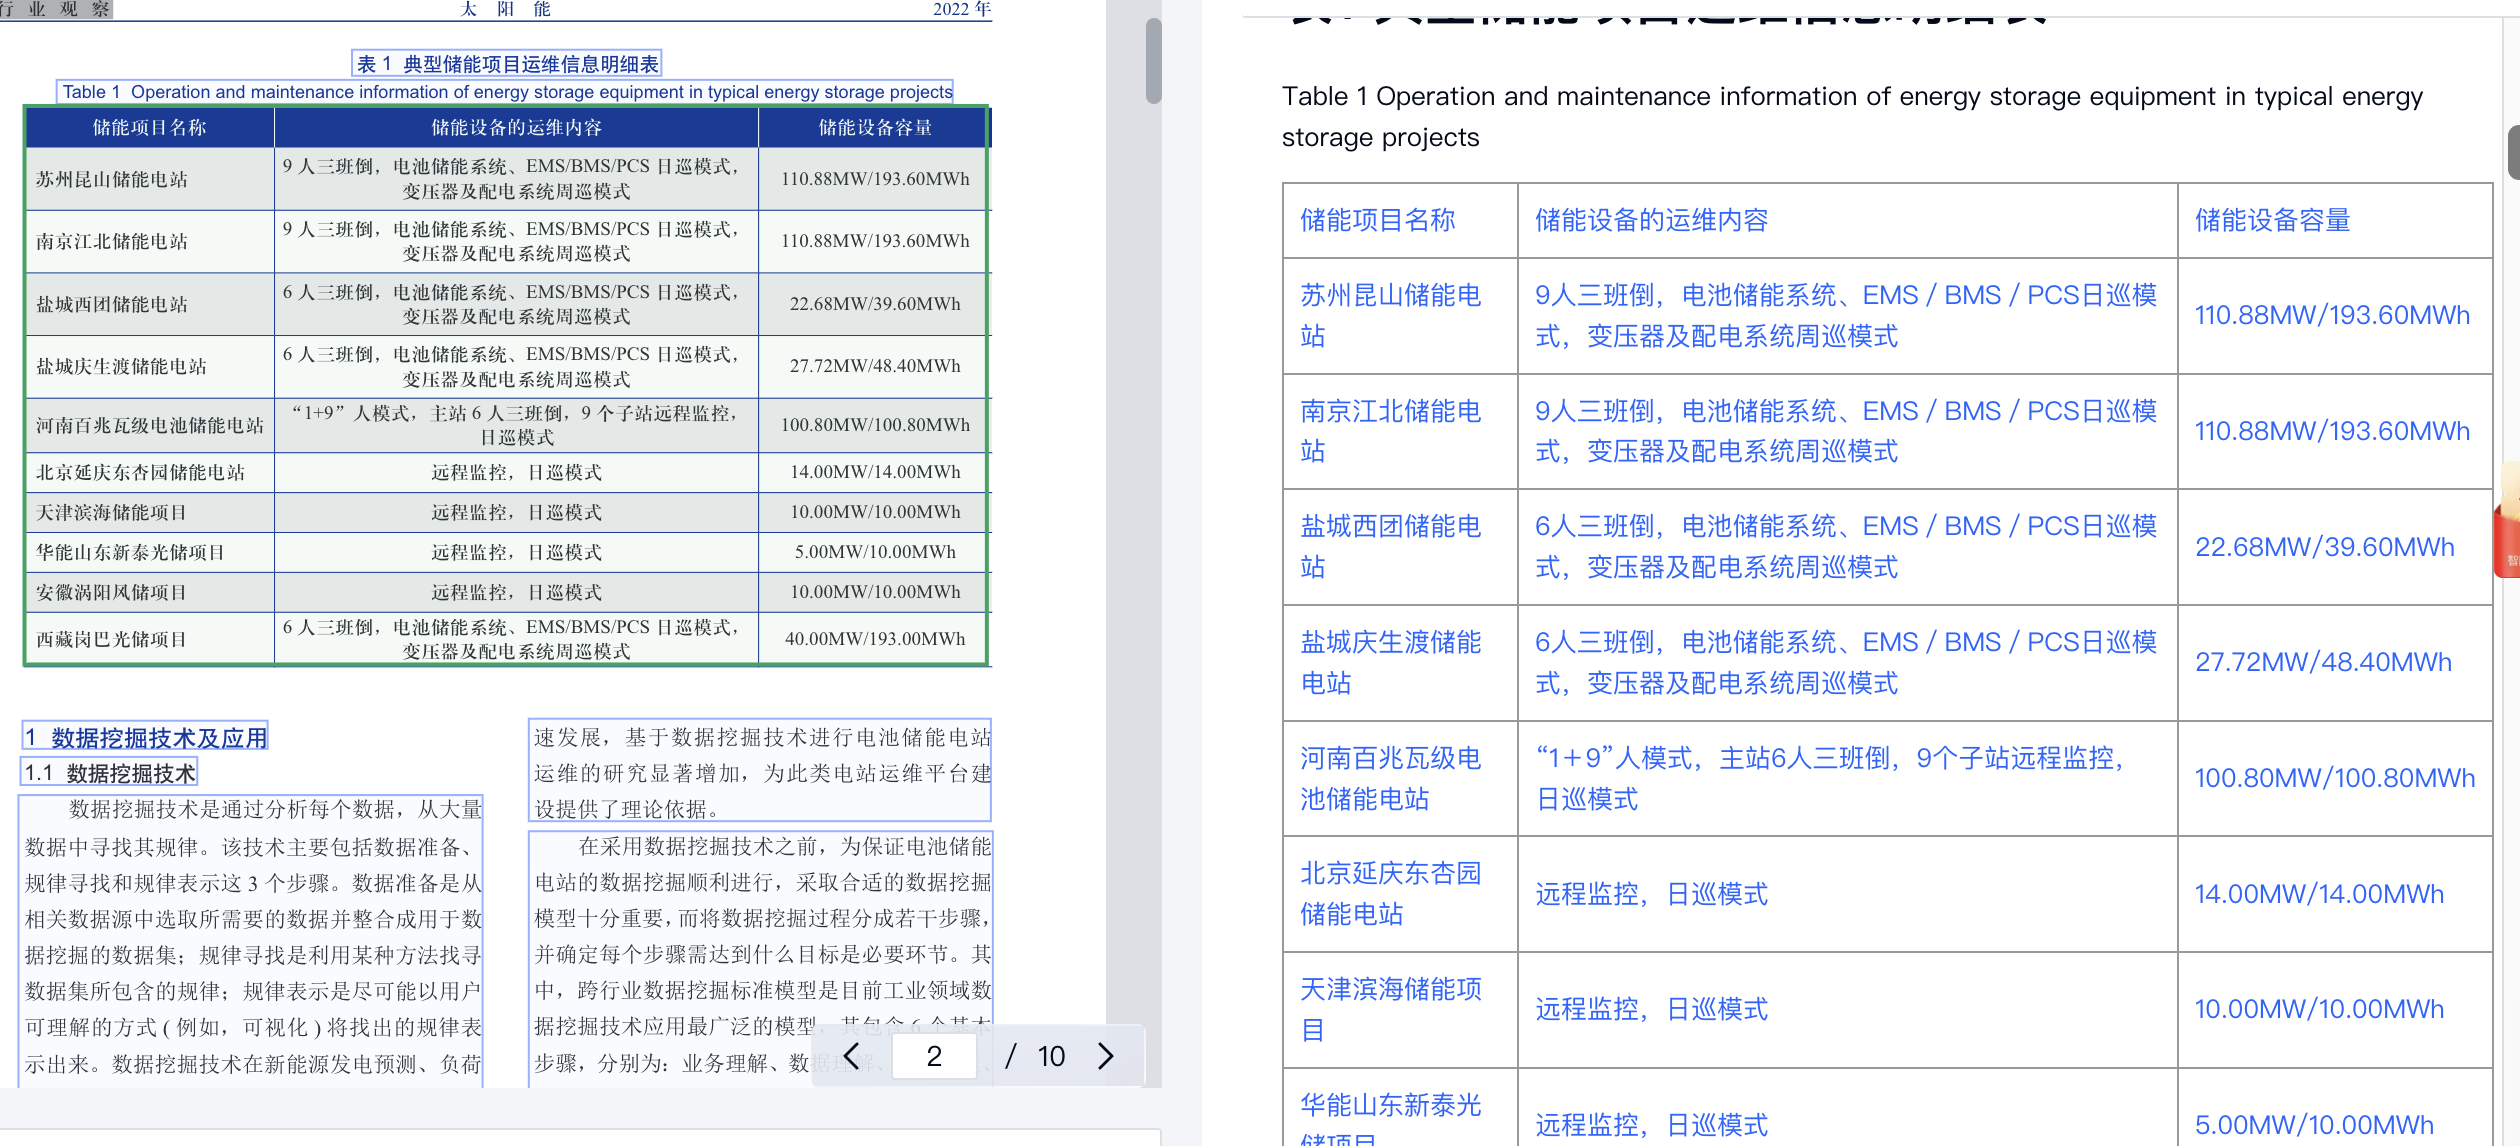 行 业 观 察 太 阳 能 2022 年
表 1 典型储能项目运维信息明细表
Table 1 Operation and maintenance information of energy storage equipment in typical energy storage projects
储能项目名称 储能设备的运维内容 储能设备容量
苏州昆山储能电站 9 人三班倒，电池储能系统、EMS/BMS/PCS 日巡模式， 110.88MW/193.60MWh
变压器及配电系统周巡模式
南京江北储能电站 9 人三班倒，电池储能系统、EMS/BMS/PCS 日巡模式， 110.88MW/193.60MWh
变压器及配电系统周巡模式
盐城西团储能电站 6 人三班倒，电池储能系统、EMS/BMS/PCS 日巡模式， 22.68MW/39.60MWh
变压器及配电系统周巡模式
盐城庆生渡储能电站 6 人三班倒，电池储能系统、EMS/BMS/PCS 日巡模式， 27.72MW/48.40MWh
变压器及配电系统周巡模式
河南百兆瓦级电池储能电站 “1+9”人模式，主站 6 人三班倒，9 个子站远程监控， 100.80MW/100.80MWh
日巡模式
北京延庆东杏园储能电站 远程监控，日巡模式 14.00MW/14.00MWh
天津滨海储能项目 远程监控，日巡模式 10.00MW/10.00MWh
华能山东新泰光储项目 远程监控，日巡模式 5.00MW/10.00MWh
安徽涡阳风储项目 远程监控，日巡模式 10.00MW/10.00MWh
西藏岗巴光储项目 6 人三班倒，电池储能系统、EMS/BMS/PCS 日巡模式， 40.00MW/193.00MWh
变压器及配电系统周巡模式
1 数据挖掘技术及应用
1.1 数据挖掘技术
数据挖掘技术是通过分析每个数据，从大量
数据中寻找其规律。该技术主要包括数据准备、
规律寻找和规律表示这 3 个步骤。数据准备是从
相关数据源中选取所需要的数据并整合成用于数
据挖掘的数据集；规律寻找是利用某种方法找寻
数据集所包含的规律；规律表示是尽可能以用户
可理解的方式 ( 例如，可视化 ) 将找出的规律表
示出来。数据挖掘技术在新能源发电预测、负荷
速发展，基于数据挖掘技术进行电池储能电站
运维的研究显著增加，为此类电站运维平台建
设提供了理论依据。
在采用数据挖掘技术之前，为保证电池储能
电站的数据挖掘顺利进行，采取合适的数据挖掘
模型十分重要，而将数据挖掘过程分成若干步骤，
并确定每个步骤需达到什么目标是必要环节。其
中，跨行业数据挖掘标准模型是目前工业领域数
据挖掘技术应用最广泛的模型，其包含 6 个基本
步骤，分别为：业务理解、数据理解、
2 / 10
表1 典型储能项目运维信息明细表
Table 1 Operation and maintenance information of energy storage equipment in typical energy
storage projects
储能项目名称 储能设备的运维内容 储能设备容量
苏州昆山储能电 9人三班倒，电池储能系统、EMS / BMS / PCS日巡模 110.88MW/193.60MWh
站 式，变压器及配电系统周巡模式
南京江北储能电 9人三班倒，电池储能系统、EMS / BMS / PCS日巡模 110.88MW/193.60MWh
站 式，变压器及配电系统周巡模式
盐城西团储能电 6人三班倒，电池储能系统、EMS / BMS / PCS日巡模 22.68MW/39.60MWh
站 式，变压器及配电系统周巡模式
盐城庆生渡储能 6人三班倒，电池储能系统、EMS / BMS / PCS日巡模 27.72MW/48.40MWh
电站 式，变压器及配电系统周巡模式
河南百兆瓦级电 “1＋9”人模式，主站6人三班倒，9个子站远程监控， 100.80MW/100.80MWh
池储能电站 日巡模式
北京延庆东杏园 远程监控，日巡模式 14.00MW/14.00MWh
储能电站
天津滨海储能项 远程监控，日巡模式 10.00MW/10.00MWh
目
华能山东新泰光 远程监控，日巡模式 5.00MW/10.00MWh
储项目